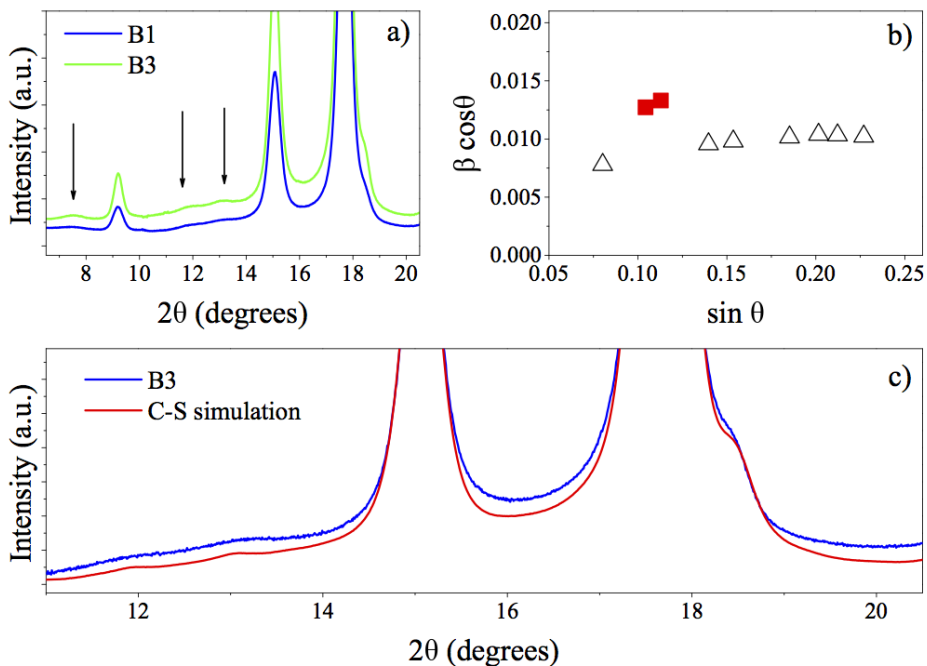 B1
B3
a)
Intensity (a.u.)
8 10 12 14 16 18 20
2θ (degrees)
b)
0.020
0.015
0.010
0.005
0.000
β cosθ
0.05 0.10 0.15 0.20 0.25
sin θ
B3
C-S simulation
c)
Intensity (a.u.)
12 14 16 18 20
2θ (degrees)